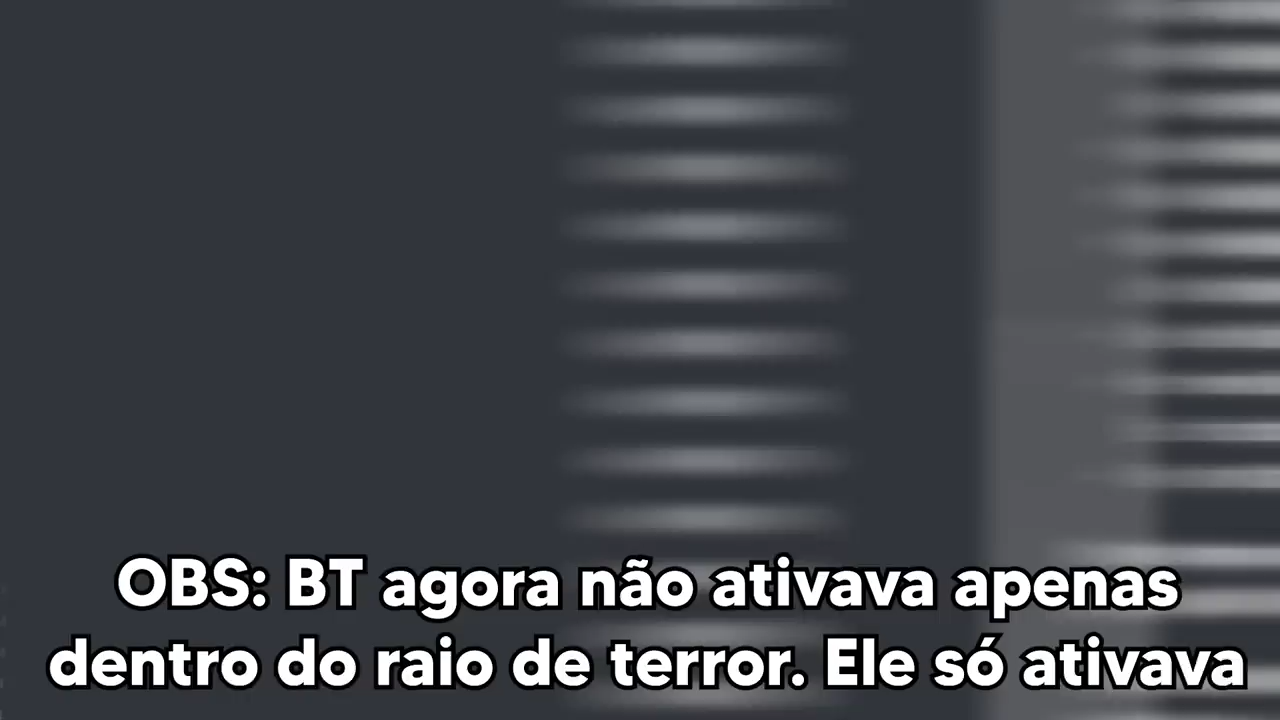 OBS: BT agora não ativava apenas
dentro do raio de terror. Ele só ativava